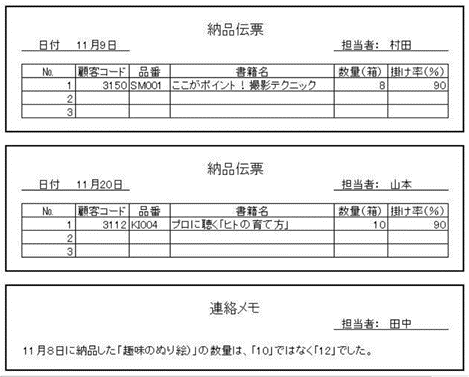 納品伝票
日付 11月9日 担当者: 村田
No. 顧客コード 品番 書籍名 数量(箱) 掛け率(%)
1 3150 SM001 ここがポイント!撮影テクニック 8 90
2
3
納品伝票
日付 11月20日 担当者: 山本
No. 顧客コード 品番 書籍名 数量(箱) 掛け率(%)
1 3112 KI004 プロに聴く「ヒトの育て方」 10 90
2
3
連絡メモ
担当者: 田中
11月8日に納品した「趣味のぬり絵)」の数量は、「10」ではなく「12」でした。